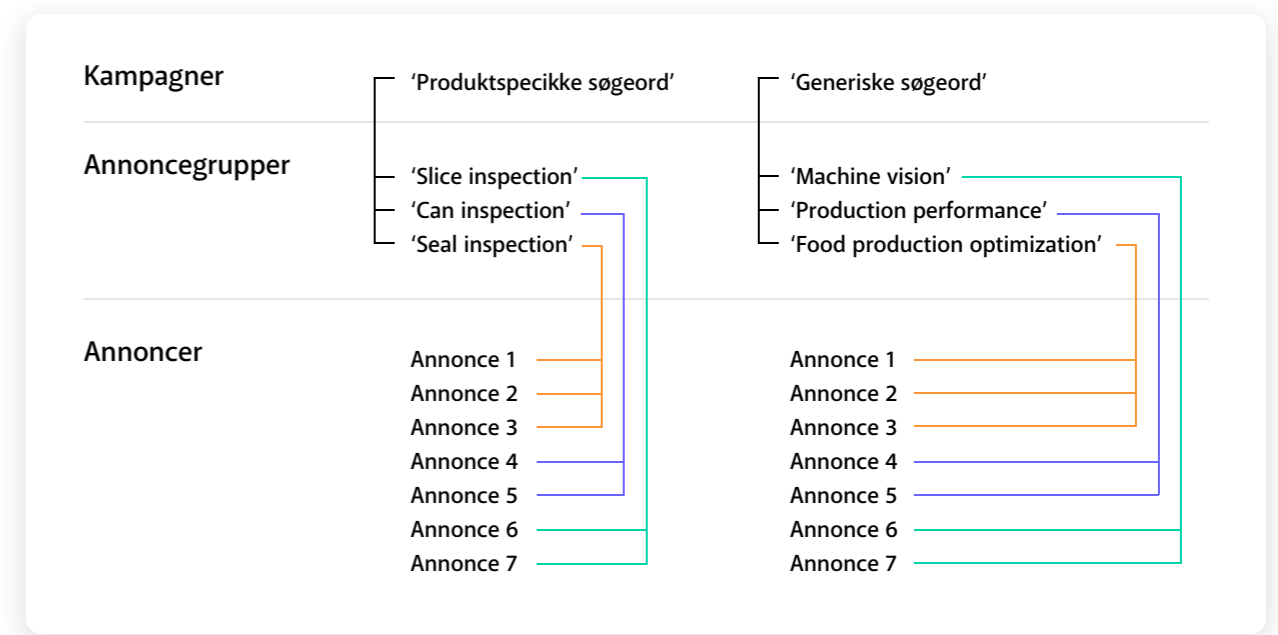 Kampagner
‘Produktspecikke søgeord’
‘Generiske søgeord’
Annoncegrupper
‘Slice inspection’
‘Can inspection’
‘Seal inspection’
‘Machine vision’
‘Production performance’
‘Food production optimization’
Annoncer
Annonce 1
Annonce 2
Annonce 3
Annonce 4
Annonce 5
Annonce 6
Annonce 7
Annonce 1
Annonce 2
Annonce 3
Annonce 4
Annonce 5
Annonce 6
Annonce 7